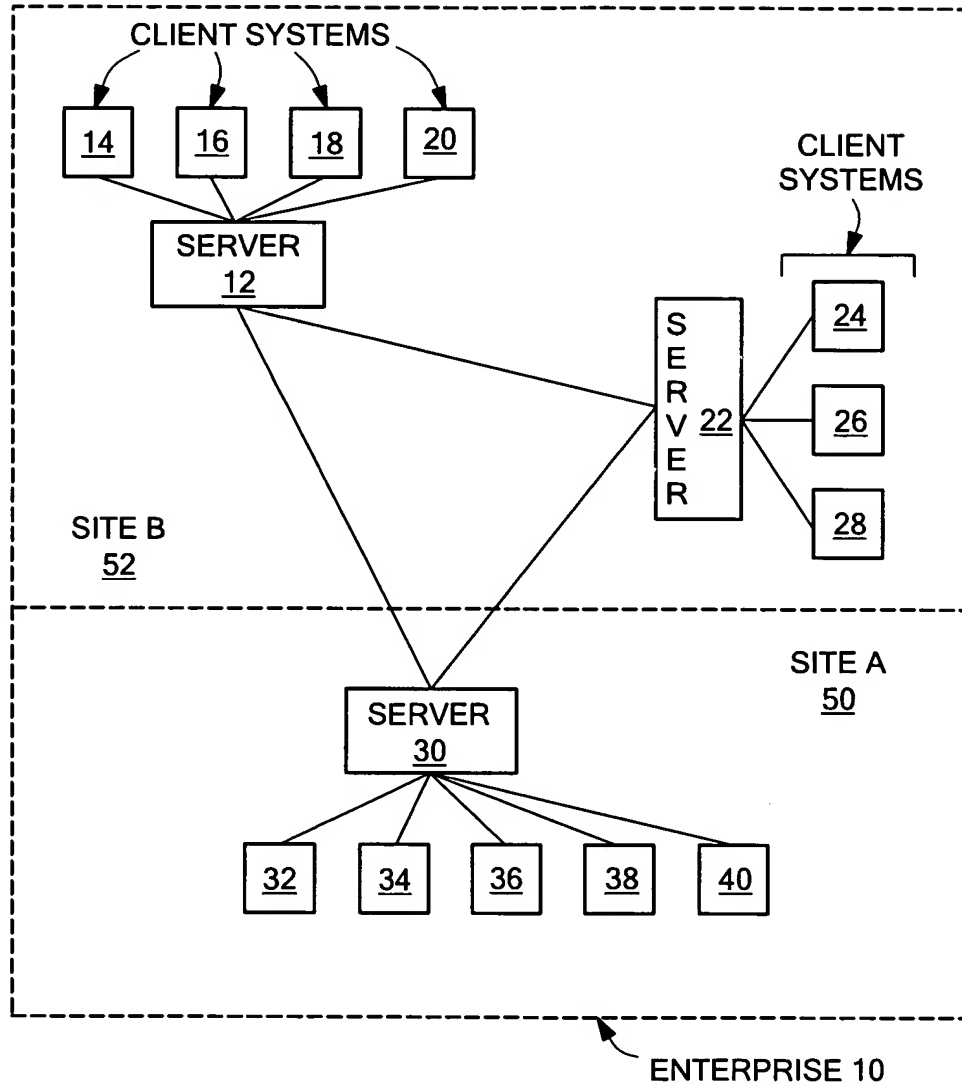 CLIENT SYSTEMS
14 16 18 20
SERVER
12
CLIENT
SYSTEMS
24
SERVER
22
26
28
SITE B
52
SITE A
50
SERVER
30
32 34 36 38 40
ENTERPRISE 10